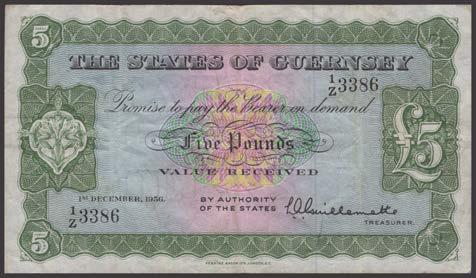 5
THE STATES OF GUERNSEY
1/Z 3386
Promise to pay the Bearer on demand
Five Pounds
£5
VALUE RECEIVED
1ST DECEMBER, 1956.
BY AUTHORITY
OF THE STATES
1/Z 3386
L Guillemette
TREASURER.
5